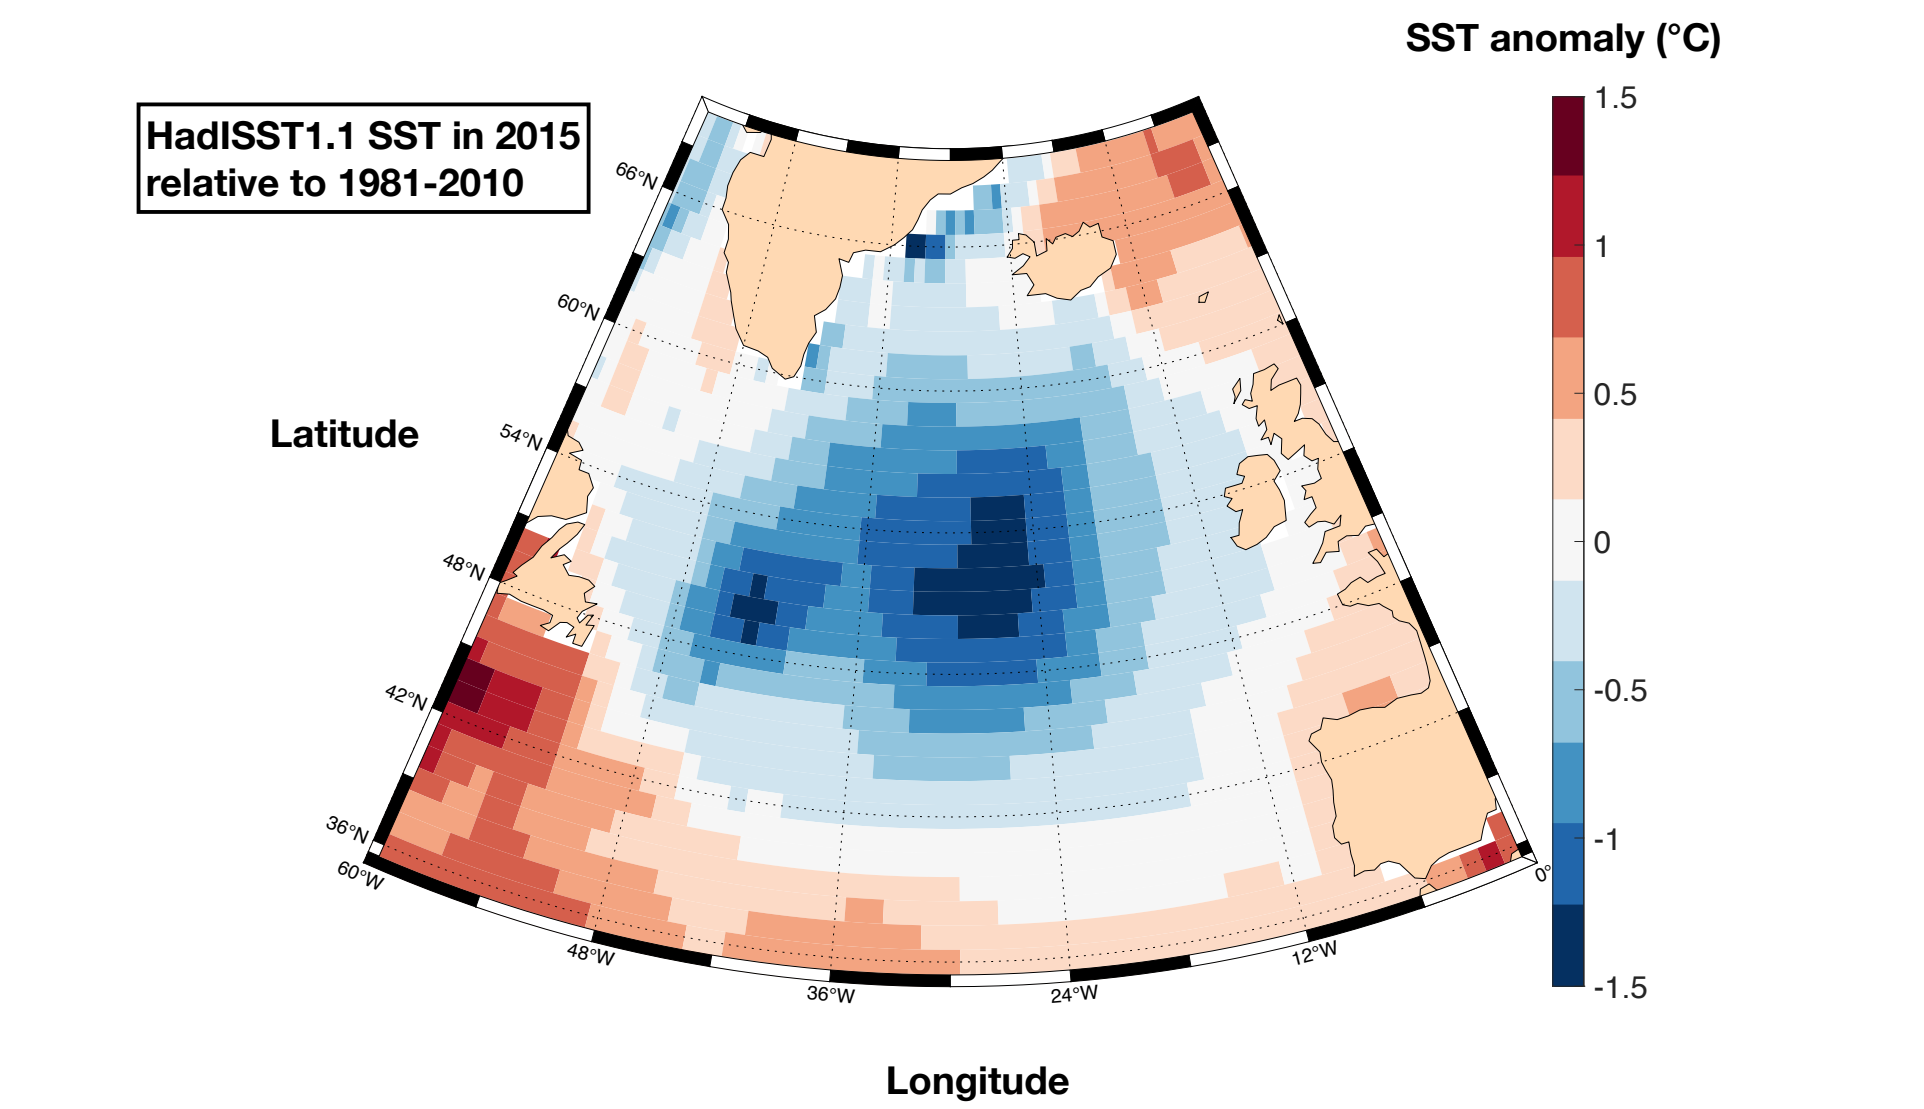 SST anomaly (°C)
HadISST1.1 SST in 2015
relative to 1981-2010
1.5
1
0.5
0
-0.5
-1
-1.5
66°N
60°N
54°N
48°N
42°N
36°N
Latitude
60°W
48°W
36°W
24°W
12°W
0°
Longitude